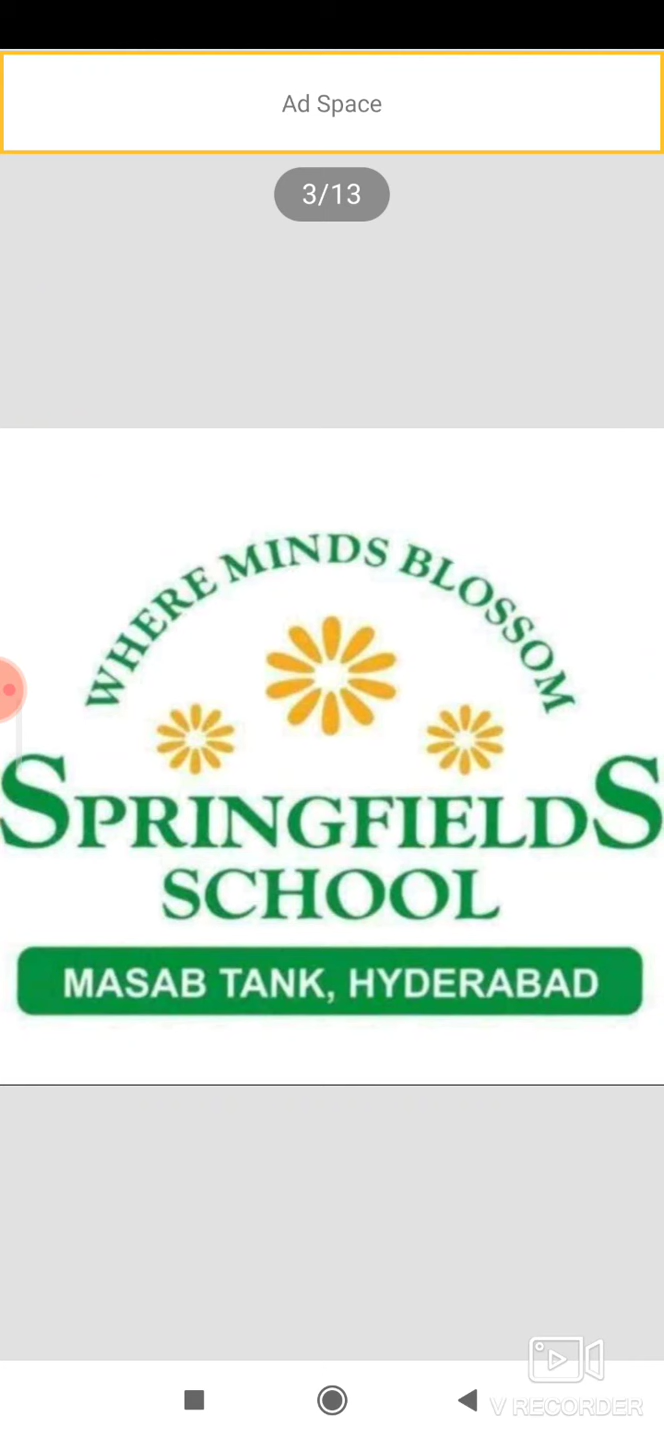 Ad Space
3/13
WHERE MINDS BLOSSOM
SPRINGFIELDS
SCHOOL
MASAB TANK, HYDERABAD
V RECORDER